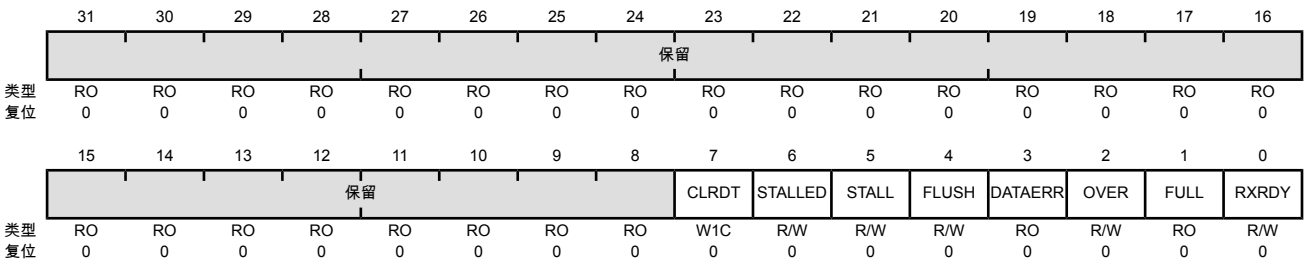 31 30 29 28 27 26 25 24 23 22 21 20 19 18 17 16
保留
类型 RO RO RO RO RO RO RO RO RO RO RO RO RO RO RO RO
复位 0 0 0 0 0 0 0 0 0 0 0 0 0 0 0 0
15 14 13 12 11 10 9 8 7 6 5 4 3 2 1 0
保留 CLRDT STALLED STALL FLUSH DATAERR OVER FULL RXRDY
类型 RO RO RO RO RO RO RO RO W1C R/W R/W R/W RO R/W RO R/W
复位 0 0 0 0 0 0 0 0 0 0 0 0 0 0 0 0